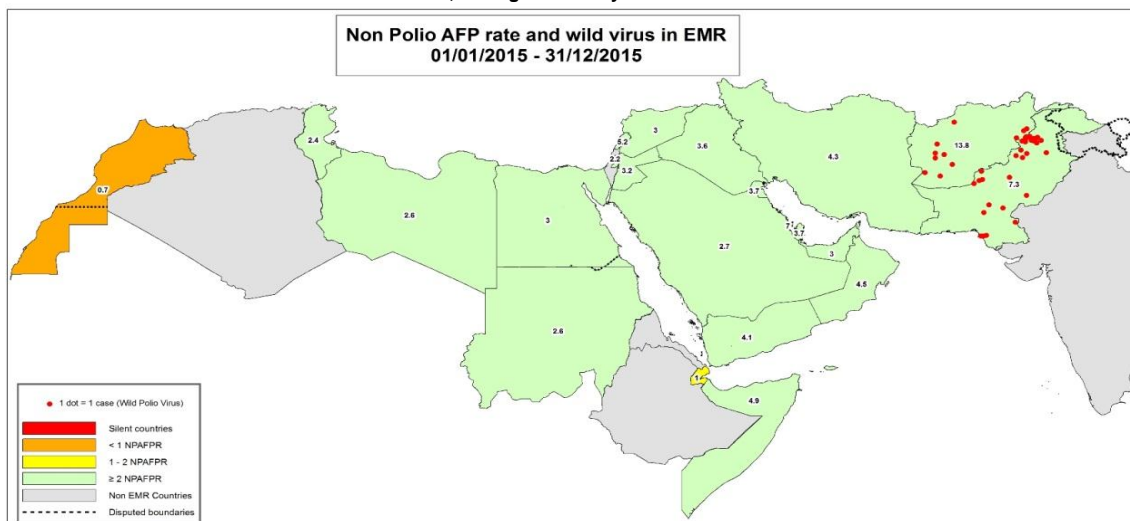 Non Polio AFP rate and wild virus in EMR
01/01/2015 - 31/12/2015
2.4
0.7
2.6
3
2.6
3
5.2
2.2
3.2
3.6
3.7
2.7
7
3.7
3
4.5
4.1
4.3
13.8
7.3
1
4.9
1 dot = 1 case (Wild Polio Virus)
Silent countries
< 1 NPAFPR
1 - 2 NPAFPR
≥ 2 NPAFPR
Non EMR Countries
Disputed boundaries